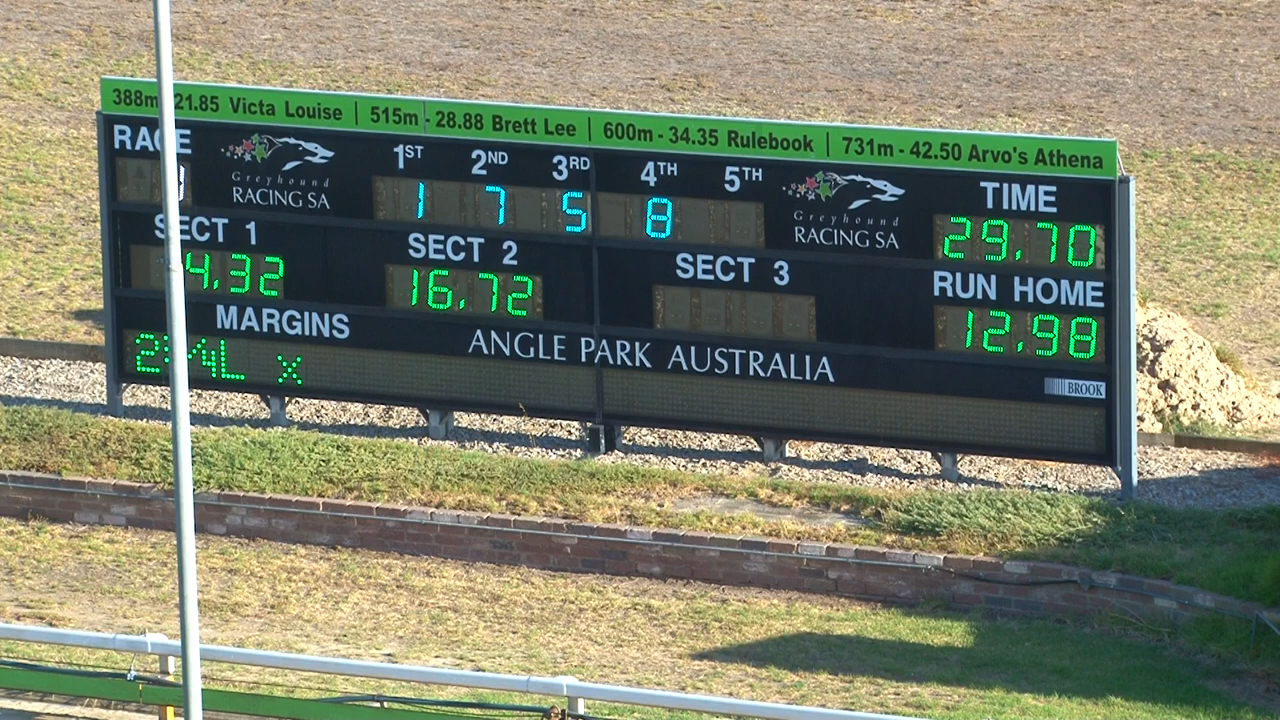 388m 21.85 Victa Louise | 515m - 28.88 Brett Lee | 600m - 34.35 Rulebook | 731m - 42.50 Arvo's Athena
RACE 1ST 2ND 3RD 4TH 5TH TIME
Greyhound RACING SA
1 7 5 8
Greyhound RACING SA
29.70
SECT 1 SECT 2 SECT 3 RUN HOME
4.32 16.72 12.98
MARGINS ANGLE PARK AUSTRALIA
BROOK